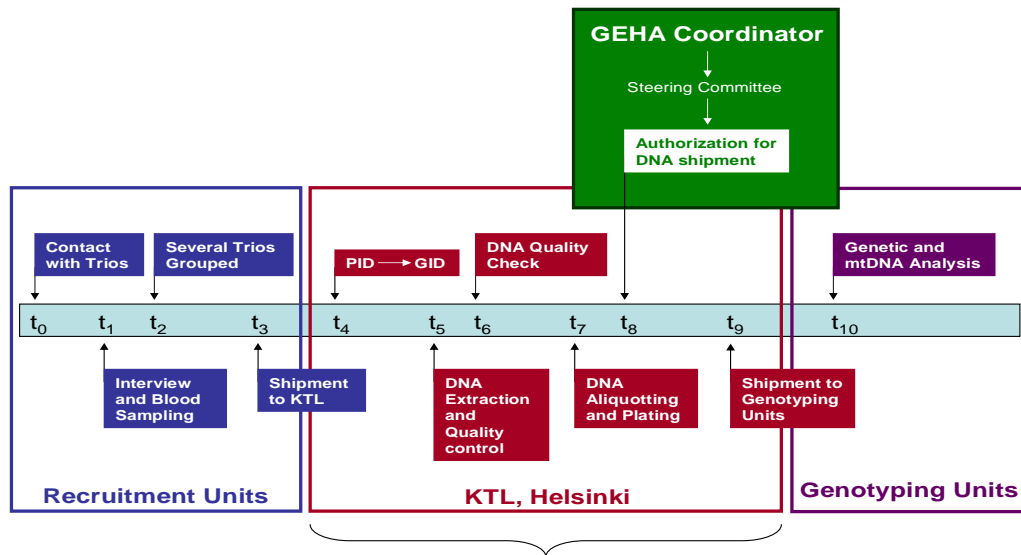 GEHA Coordinator
Steering Committee
Authorization for
DNA shipment
Contact
with Trios
Several Trios
Grouped
PID → GID
DNA Quality
Check
Genetic and
mtDNA Analysis
t0 t1 t2 t3 t4 t5 t6 t7 t8 t9 t10
Interview
and Blood
Sampling
Shipment
to KTL
DNA
Extraction
and
Quality
control
DNA
Aliquotting
and Plating
Shipment to
Genotyping
Units
Recruitment Units
KTL, Helsinki
Genotyping Units